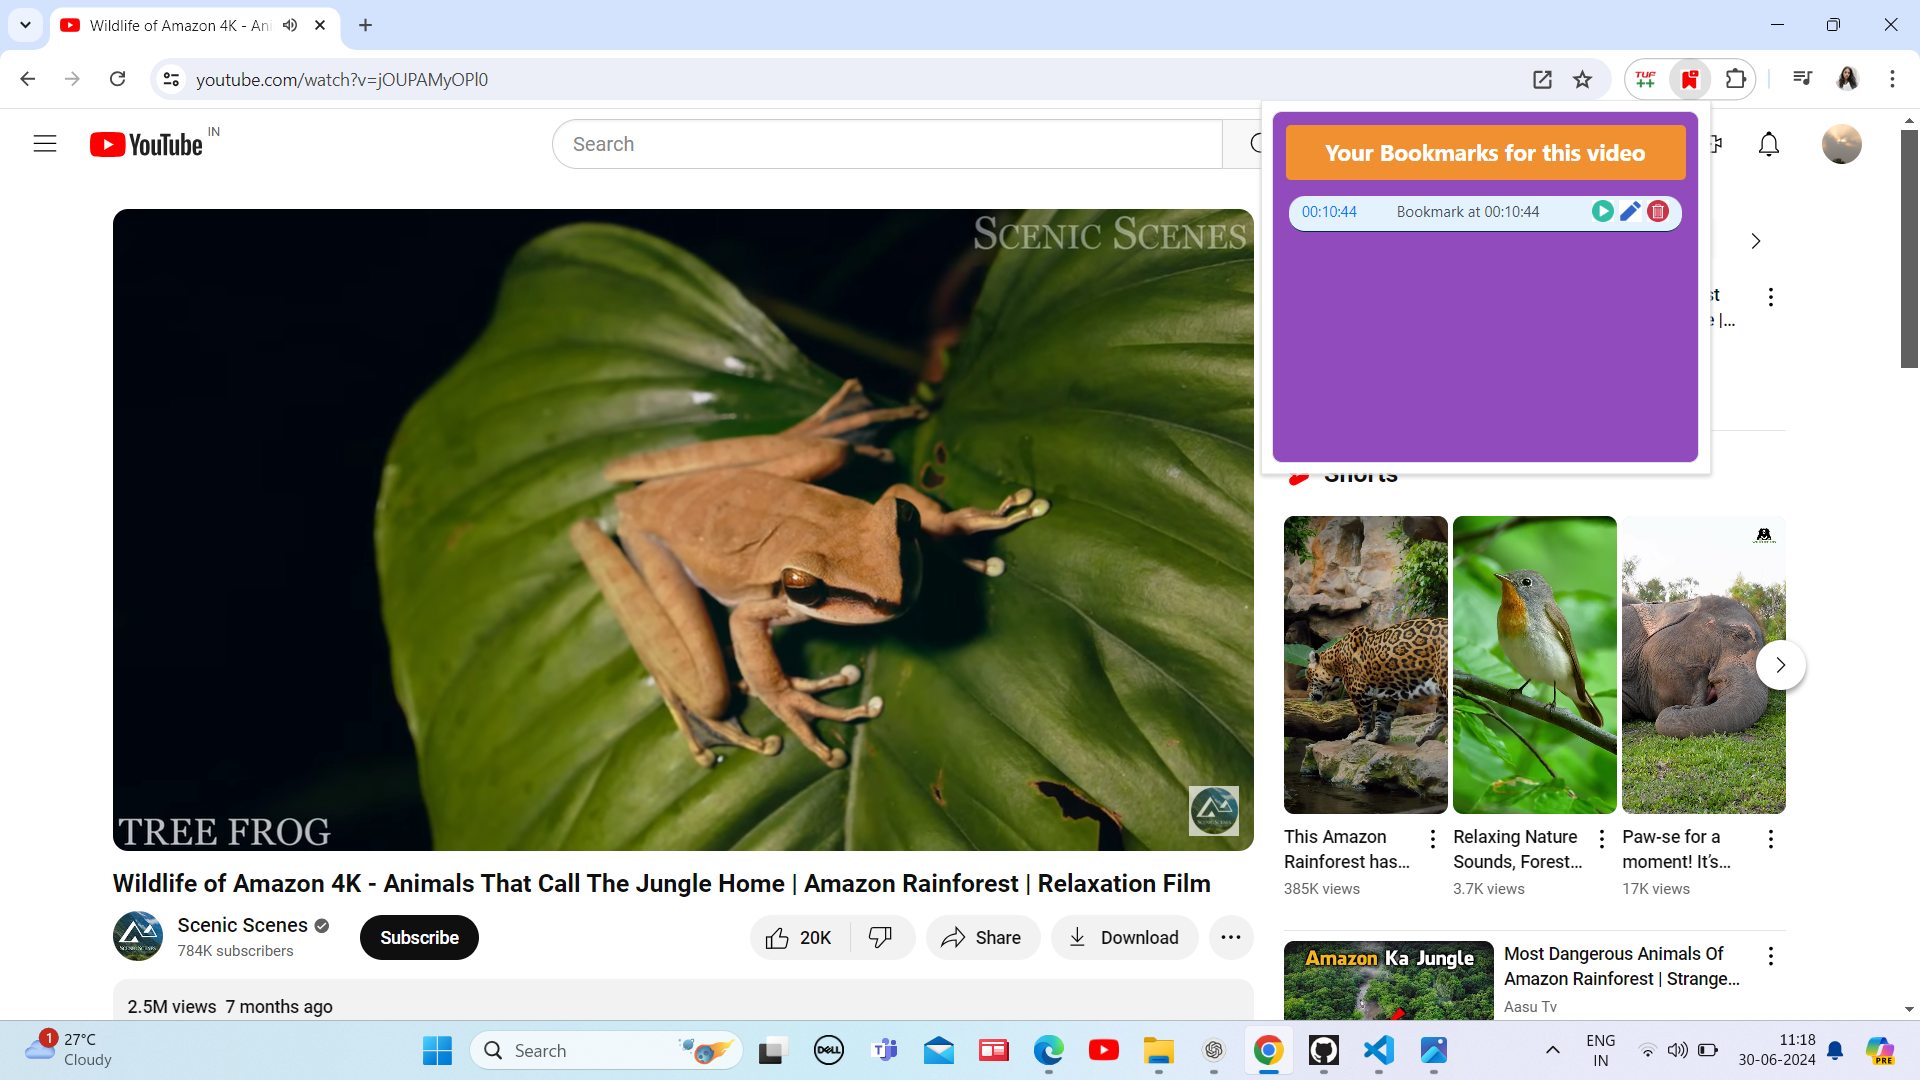 Wildlife of Amazon 4K - Ani
youtube.com/watch?v=jOUPAMyOPl0
TUF
++
YouTube IN
Search
Your Bookmarks for this video
00:10:44 Bookmark at 00:10:44
SCENIC SCENES
TREE FROG
Wildlife of Amazon 4K - Animals That Call The Jungle Home | Amazon Rainforest | Relaxation Film
Scenic Scenes
784K subscribers
Subscribe
20K
Share
Download
2.5M views 7 months ago
Shorts
This Amazon
Rainforest has...
385K views
Relaxing Nature
Sounds, Forest...
3.7K views
Paw-se for a
moment! It's...
17K views
Amazon Ka Jungle
Most Dangerous Animals Of
Amazon Rainforest | Strange...
Aasu Tv
1
27°C
Cloudy
Search
DELL
ENG
IN
11:18
30-06-2024
PRE